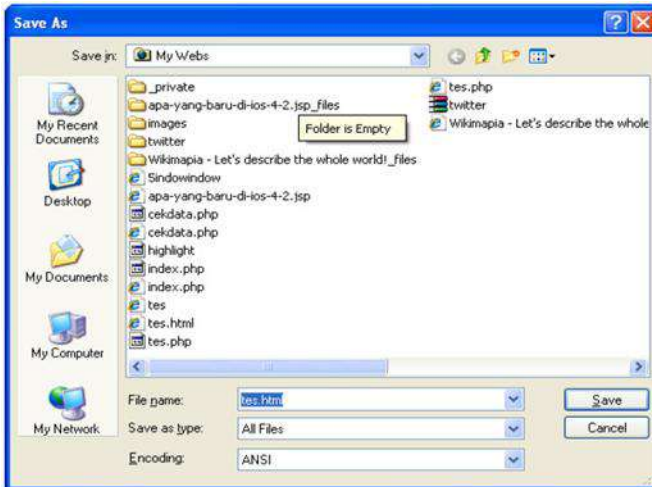 Save As
Save in:
My Webs
My Recent Documents
Desktop
My Documents
My Computer
My Network
_private
apa-yang-baru-di-ios-4-2.jsp_files
images
twitter
Wikimapia - Let's describe the whole world!_files
5indowindow
apa-yang-baru-di-ios-4-2.jsp
cekdata.php
cekdata.php
highlight
index.php
index.php
tes
tes.html
tes.php
tes.php
twitter
Wikimapia - Let's describe the whole
Folder is Empty
File name:
tes.html
Save
Save as type:
All Files
Cancel
Encoding:
ANSI